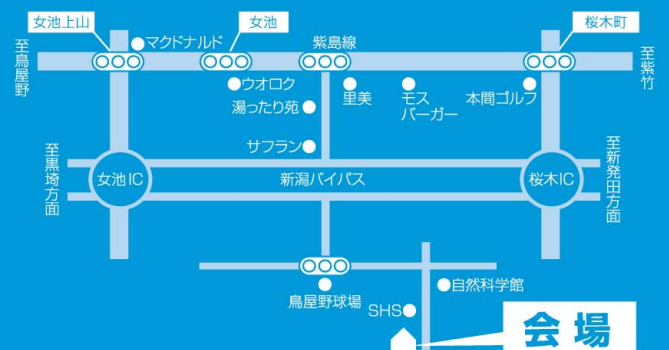 女池上山
女池
桜木町
マクドナルド
紫鳥線
至鳥屋野
至紫竹
ウオロク
里美
モス
バーガー
本間ゴルフ
湯ったり苑
サフラン
至黒埼方面
女池IC
新潟バイパス
桜木IC
至新発田方面
鳥屋野球場
自然科学館
SHS
会場